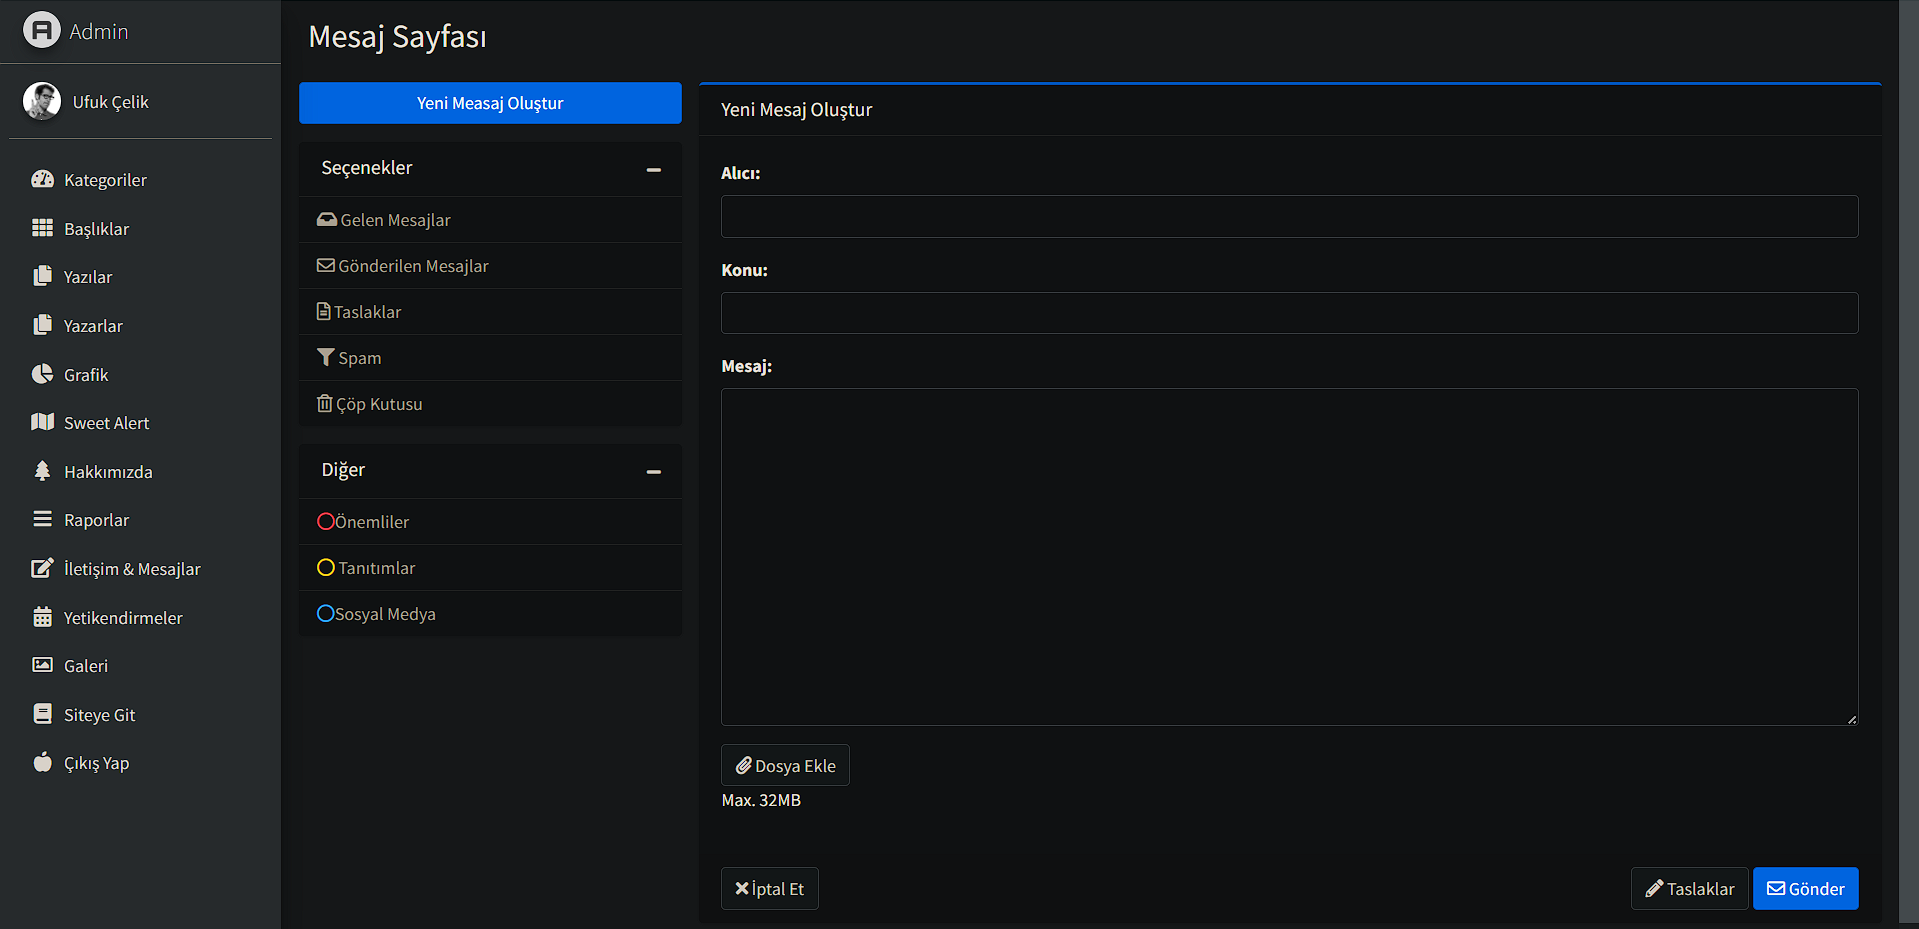 Admin
Ufuk Çelik
Kategoriler
Başlıklar
Yazılar
Yazarlar
Grafik
Sweet Alert
Hakkımızda
Raporlar
İletişim & Mesajlar
Yetikendirmeler
Galeri
Siteye Git
Çıkış Yap
Mesaj Sayfası
Yeni Measaj Oluştur
Seçenekler
Gelen Mesajlar
Gönderilen Mesajlar
Taslaklar
Spam
Çöp Kutusu
Diğer
Önemliler
Tanıtımlar
Sosyal Medya
Yeni Mesaj Oluştur
Alıcı:
Konu:
Mesaj:
Dosya Ekle
Max. 32MB
İptal Et
Taslaklar
Gönder